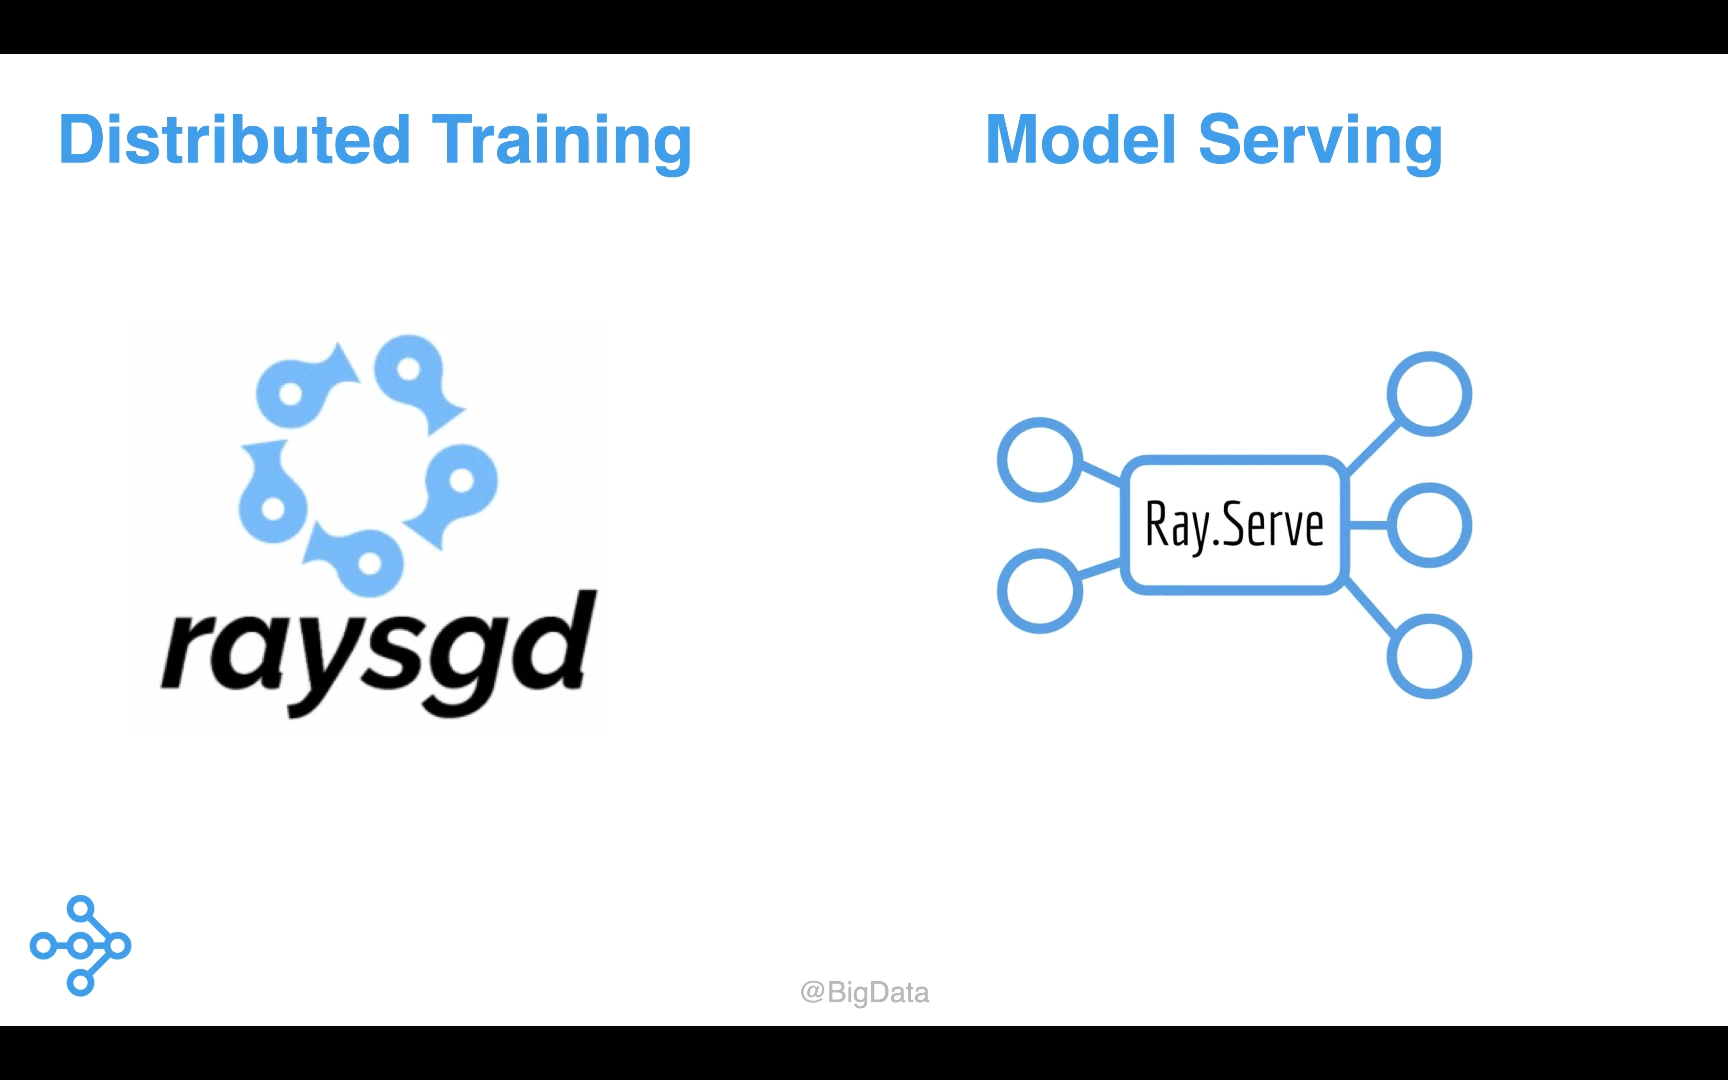 Distributed Training
Model Serving
raysgd
Ray.Serve
@BigData